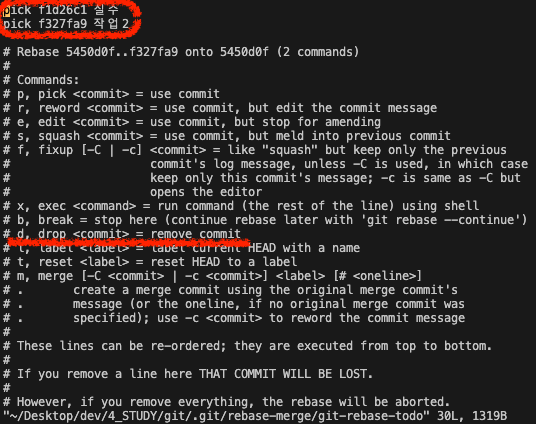 pick f1d26c1 실수
pick f327fa9 작업2

# Rebase 5450d0f..f327fa9 onto 5450d0f (2 commands)
#
# Commands:
# p, pick <commit> = use commit
# r, reword <commit> = use commit, but edit the commit message
# e, edit <commit> = use commit, but stop for amending
# s, squash <commit> = use commit, but meld into previous commit
# f, fixup [-C | -c] <commit> = like "squash" but keep only the previous
#                    commit's log message, unless -C is used, in which case
#                    keep only this commit's message; -c is same as -C but
#                    opens the editor
# x, exec <command> = run command (the rest of the line) using shell
# b, break = stop here (continue rebase later with 'git rebase --continue')
# d, drop <commit> = remove commit
# l, label <label> = label current HEAD with a name
# t, reset <label> = reset HEAD to a label
# m, merge [-C <commit> | -c <commit>] <label> [# <oneline>]
# .       create a merge commit using the original merge commit's
# .       message (or the oneline, if no original merge commit was
# .       specified); use -c <commit> to reword the commit message
#
# These lines can be re-ordered; they are executed from top to bottom.
#
# If you remove a line here THAT COMMIT WILL BE LOST.
#
# However, if you remove everything, the rebase will be aborted.
"~/Desktop/dev/4_STUDY/git/.git/rebase-merge/git-rebase-todo" 30L, 1319B